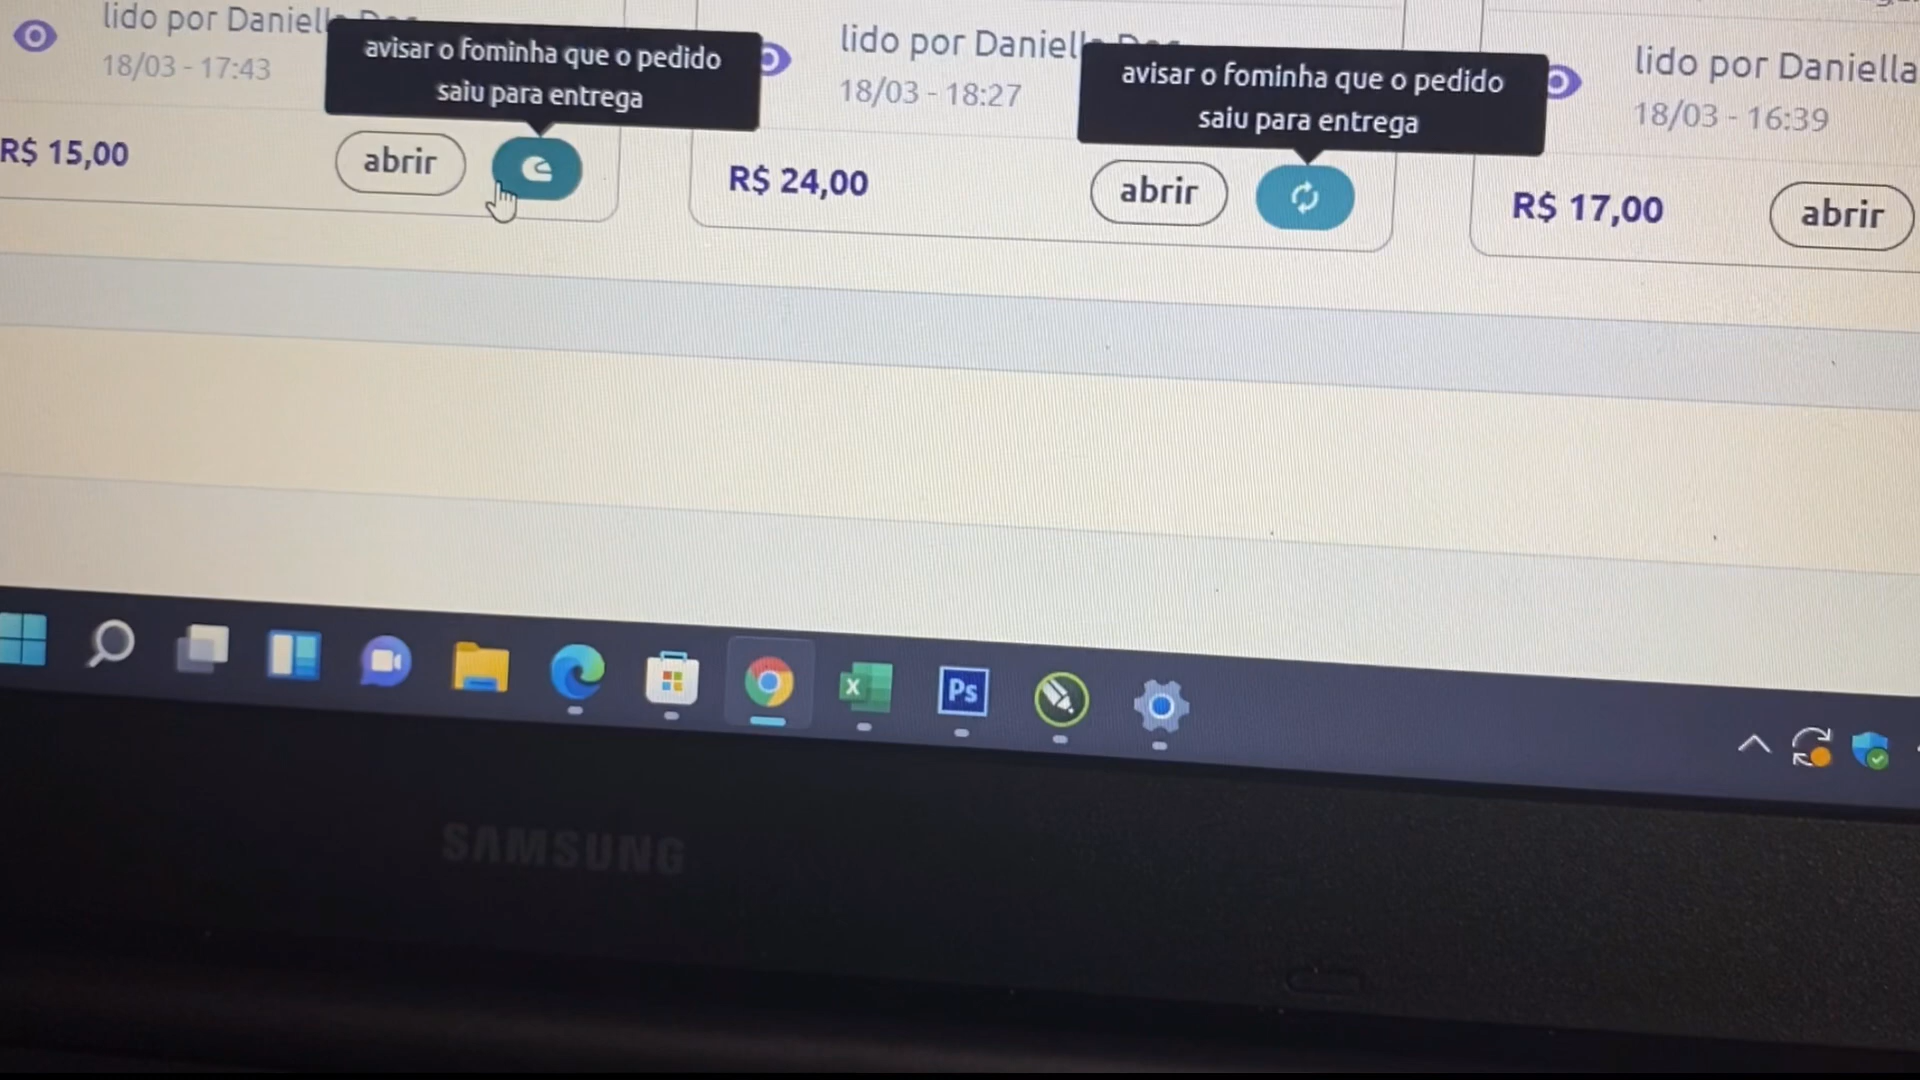 lido por Daniella
18/03 - 17:43
avisar o fominha que o pedido
saiu para entrega
R$ 15,00
abrir
lido por Daniell
18/03 - 18:27
avisar o fominha que o pedido
saiu para entrega
R$ 24,00
abrir
lido por Daniella
18/03 - 16:39
R$ 17,00
abrir
X
Ps
SAMSUNG